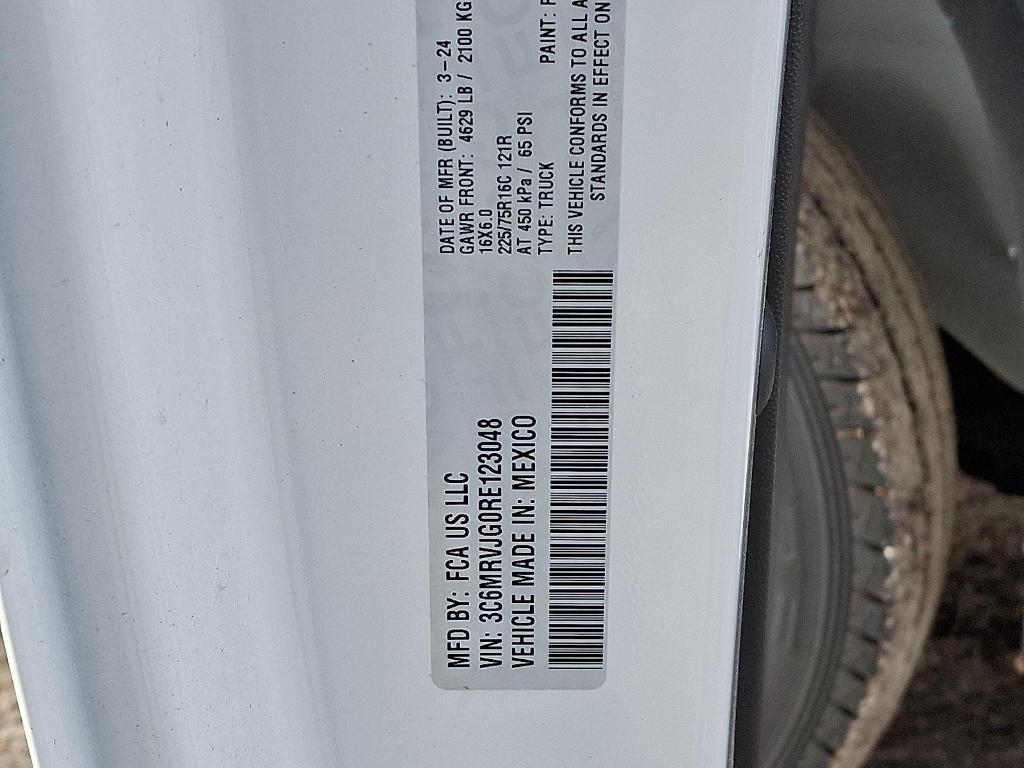 MFD BY: FCA US LLC
VIN: 3C6MRVJG0RE123048
VEHICLE MADE IN: MEXICO
DATE OF MFR (BUILT): 3-24
GAWR FRONT: 4629 LB / 2100 KG
16X6.0
225/75R16C 121R
AT 450 kPa / 65 PSI
TYPE: TRUCK PAINT:
THIS VEHICLE CONFORMS TO ALL A
STANDARDS IN EFFECT ON